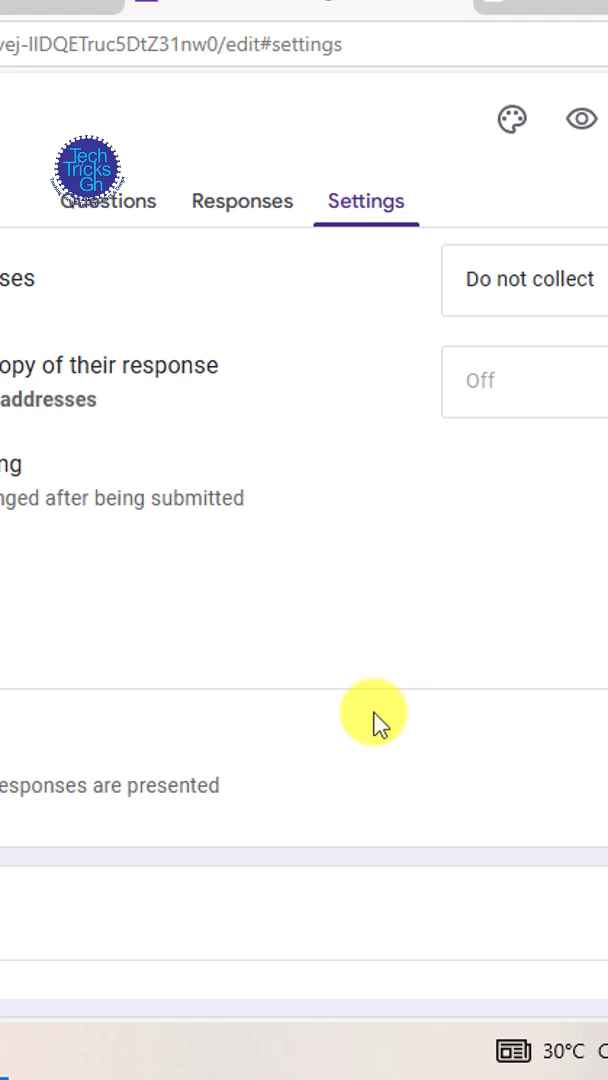 vej-lIDQETruc5DtZ31nw0/edit#settings
Tech
Tricks
Gh
Questions
Responses
Settings
ses
Do not collect
opy of their response
addresses
Off
ng
nged after being submitted
esponses are presented
30°C C